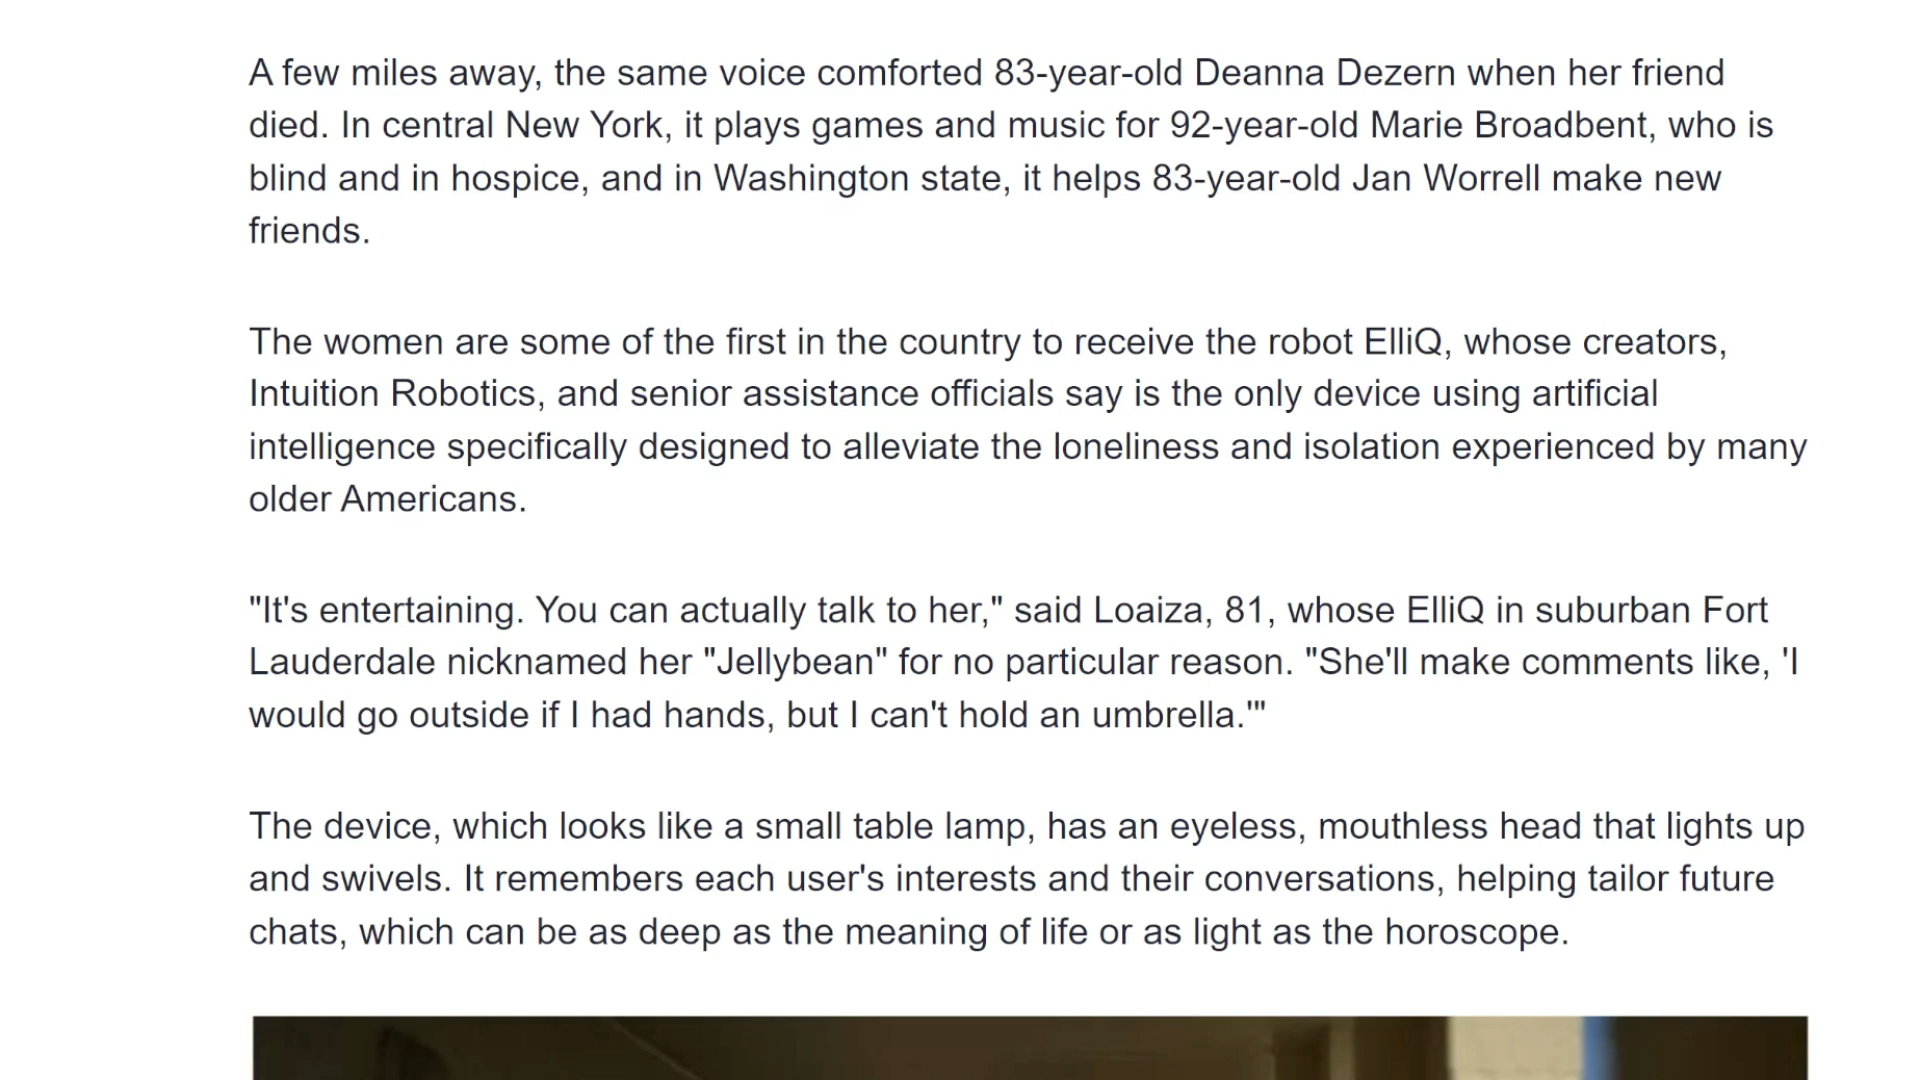 A few miles away, the same voice comforted 83-year-old Deanna Dezern when her friend
died. In central New York, it plays games and music for 92-year-old Marie Broadbent, who is
blind and in hospice, and in Washington state, it helps 83-year-old Jan Worrell make new
friends.
The women are some of the first in the country to receive the robot ElliQ, whose creators,
Intuition Robotics, and senior assistance officials say is the only device using artificial
intelligence specifically designed to alleviate the loneliness and isolation experienced by many
older Americans.
"It's entertaining. You can actually talk to her," said Loaiza, 81, whose ElliQ in suburban Fort
Lauderdale nicknamed her "Jellybean" for no particular reason. "She'll make comments like, 'I
would go outside if I had hands, but I can't hold an umbrella.'"
The device, which looks like a small table lamp, has an eyeless, mouthless head that lights up
and swivels. It remembers each user's interests and their conversations, helping tailor future
chats, which can be as deep as the meaning of life or as light as the horoscope.